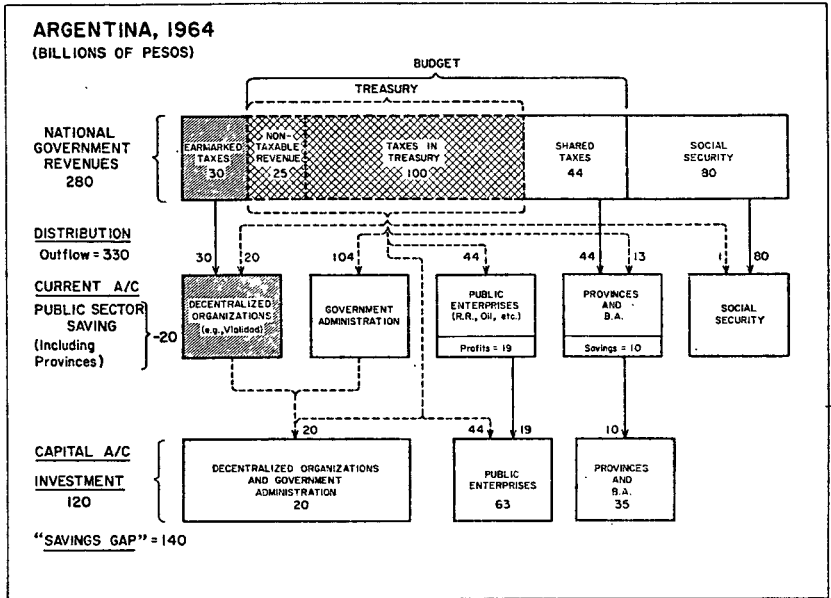 ARGENTINA, 1964
(BILLIONS OF PESOS)
BUDGET
TREASURY
NATIONAL
GOVERNMENT
REVENUES
280
EARMARKED
TAXES
30
NON-
TAXABLE
REVENUE
25
TAXES IN
TREASURY
100
SHARED
TAXES
44
SOCIAL
SECURITY
80
DISTRIBUTION
Outflow = 330
30 20 104 44 44 13 1 80
CURRENT A/C
PUBLIC SECTOR
SAVING
(Including
Provinces)
-20
DECENTRALIZED
ORGANIZATIONS
(e.g., Vialidad)
GOVERNMENT
ADMINISTRATION
PUBLIC
ENTERPRISES
(R.R., Oil, etc.)
Profits = 19
PROVINCES
AND
B.A.
Savings = 10
SOCIAL
SECURITY
20 44 19 10
CAPITAL A/C
INVESTMENT
120
DECENTRALIZED ORGANIZATIONS
AND GOVERNMENT
ADMINISTRATION
20
PUBLIC
ENTERPRISES
63
PROVINCES
AND
B.A.
35
"SAVINGS GAP" = 140